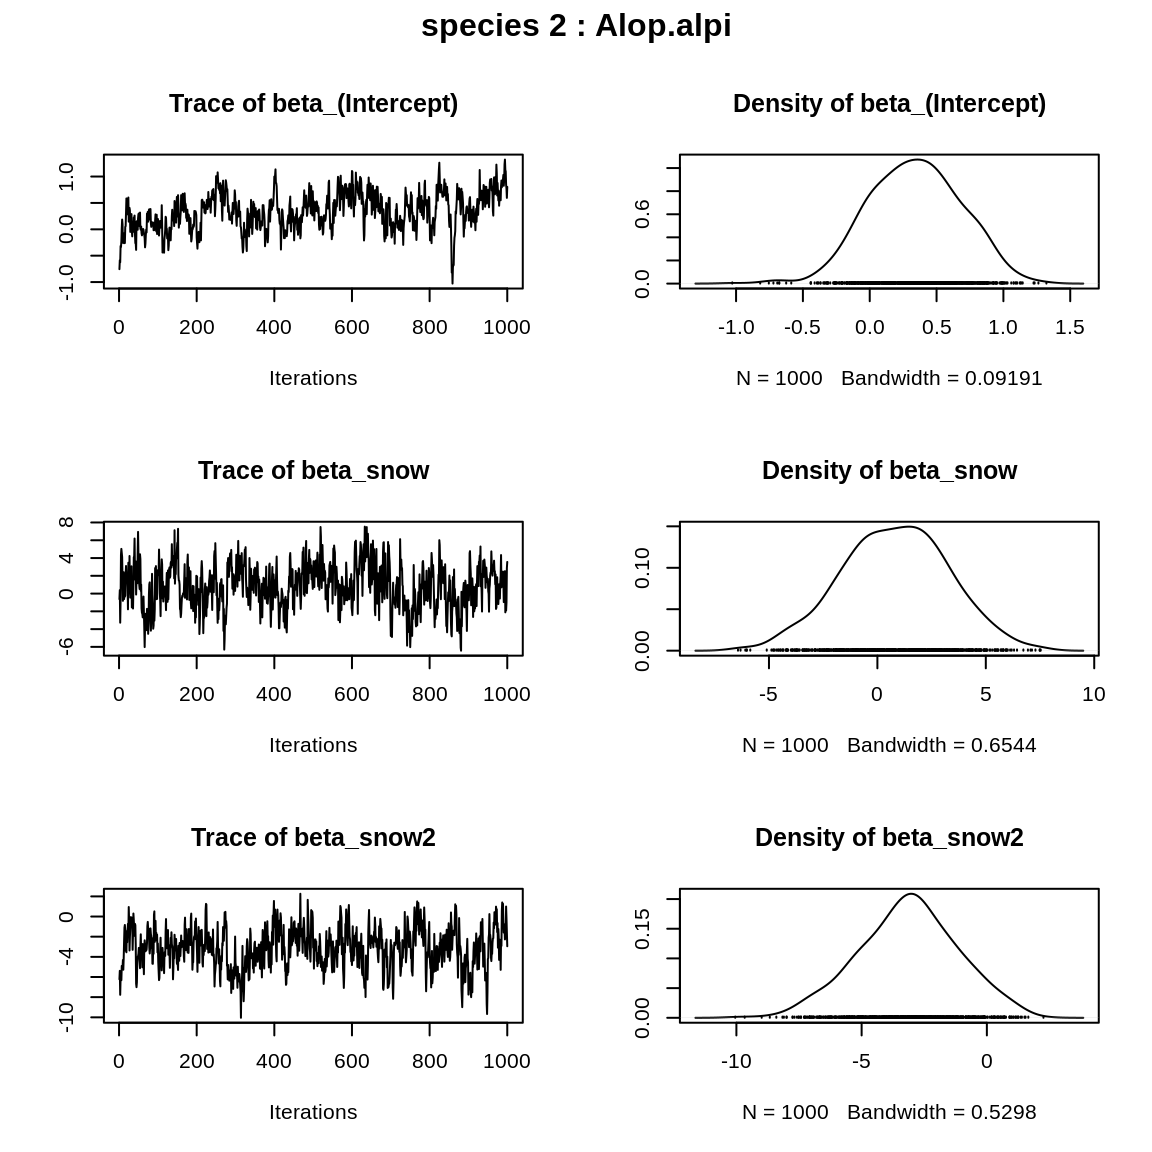 species 2 : Alop.alpi
Trace of beta_(Intercept)
1.0
0.0
-1.0
0 200 400 600 800 1000
Iterations
Density of beta_(Intercept)
0.6
0.0
-1.0 -0.5 0.0 0.5 1.0 1.5
N = 1000 Bandwidth = 0.09191
Trace of beta_snow
8
4
0
-6
0 200 400 600 800 1000
Iterations
Density of beta_snow
0.10
0.00
-5 0 5 10
N = 1000 Bandwidth = 0.6544
Trace of beta_snow2
0
-4
-10
0 200 400 600 800 1000
Iterations
Density of beta_snow2
0.15
0.00
-10 -5 0
N = 1000 Bandwidth = 0.5298